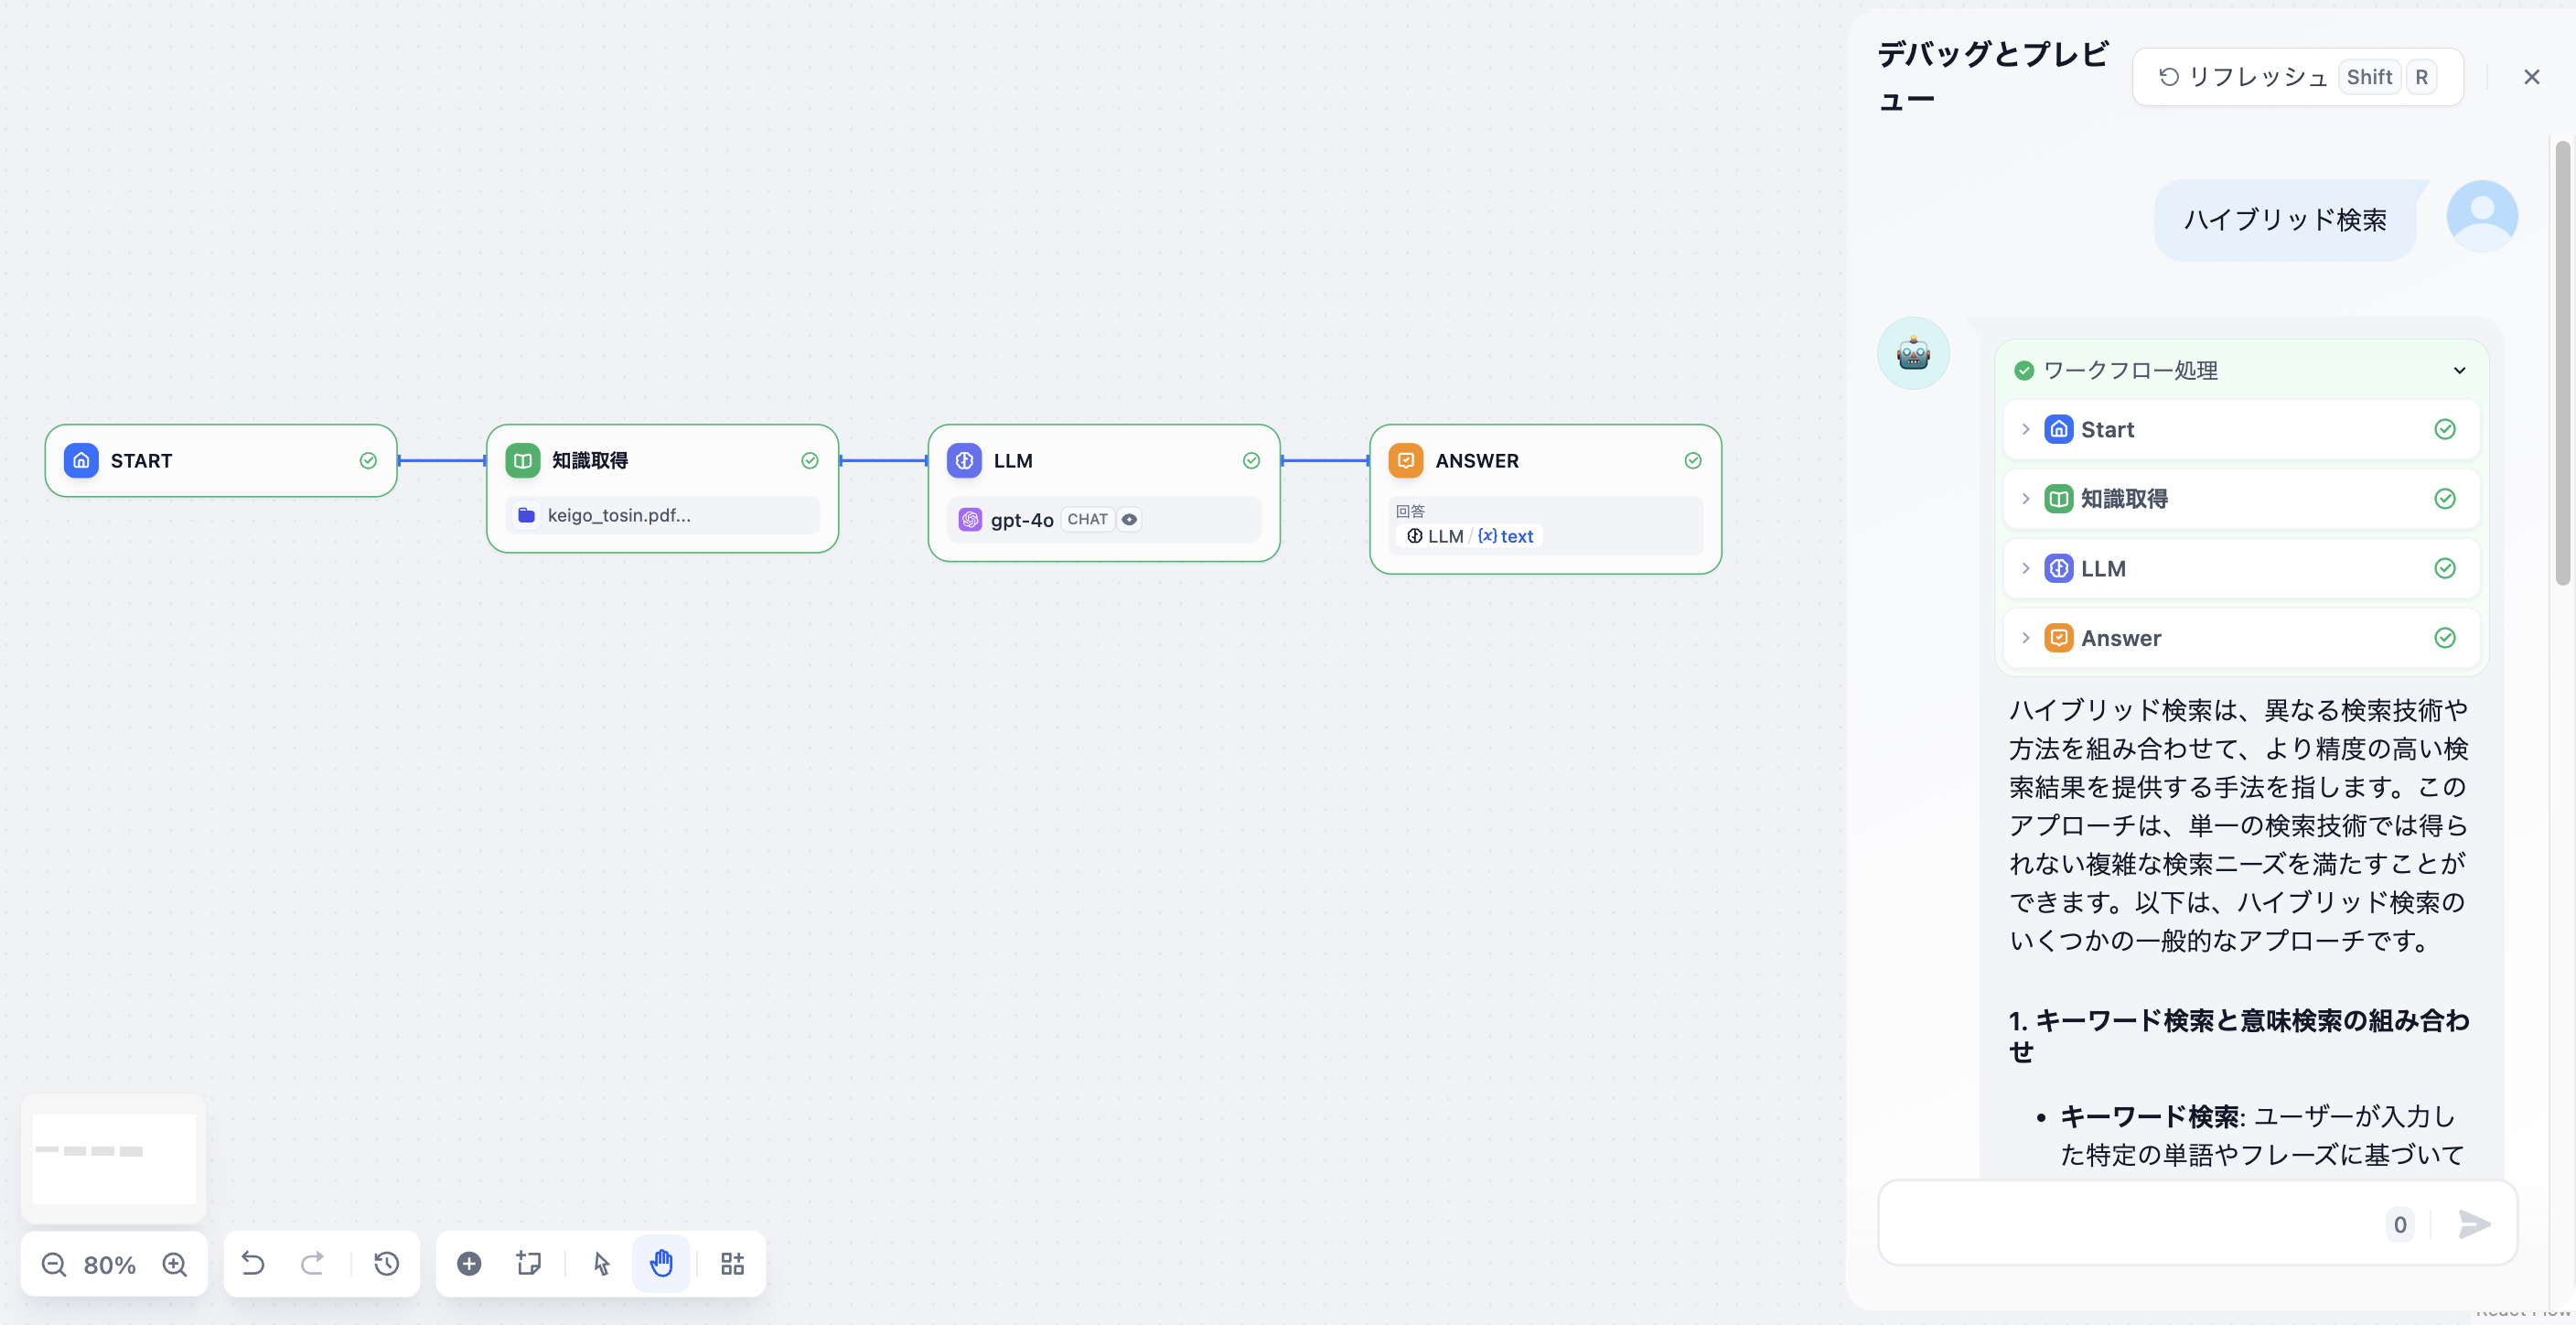 START
知識取得
keigo_tosin.pdf...
LLM
gpt-4o CHAT
ANSWER
回答
LLM / {x} text
80%
デバッグとプレビ
ュー
リフレッシュ Shift R
ハイブリッド検索
ワークフロー処理
Start
知識取得
LLM
Answer
ハイブリッド検索は、異なる検索技術や
方法を組み合わせて、より精度の高い検
索結果を提供する手法を指します。この
アプローチは、単一の検索技術では得ら
れない複雑な検索ニーズを満たすことが
できます。以下は、ハイブリッド検索の
いくつかの一般的なアプローチです。
1. キーワード検索と意味検索の組み合わ
せ
• キーワード検索: ユーザーが入力し
た特定の単語やフレーズに基づいて
0
React Flow